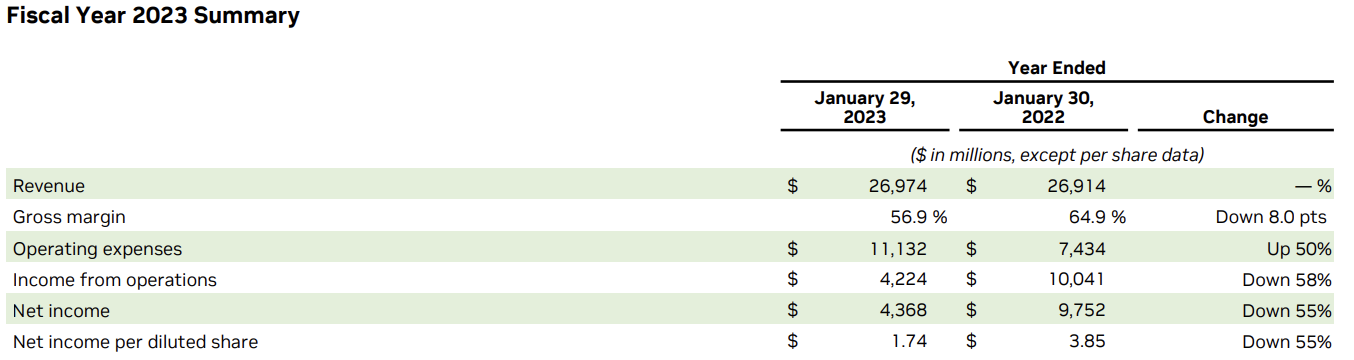 Fiscal Year 2023 Summary
Year Ended
January 29, 2023 January 30, 2022 Change
($ in millions, except per share data)
Revenue $ 26,974 $ 26,914 — %
Gross margin 56.9 % 64.9 % Down 8.0 pts
Operating expenses $ 11,132 $ 7,434 Up 50%
Income from operations $ 4,224 $ 10,041 Down 58%
Net income $ 4,368 $ 9,752 Down 55%
Net income per diluted share $ 1.74 $ 3.85 Down 55%